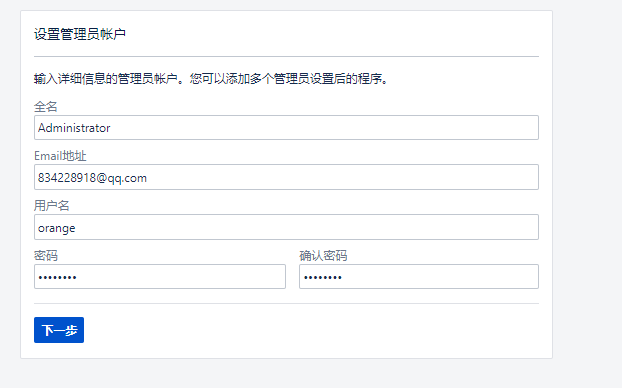 设置管理员帐户
输入详细信息的管理员帐户。您可以添加多个管理员设置后的程序。
全名
Administrator
Email地址
834228918@qq.com
用户名
orange
密码 确认密码
•••••••• ••••••••
下一步